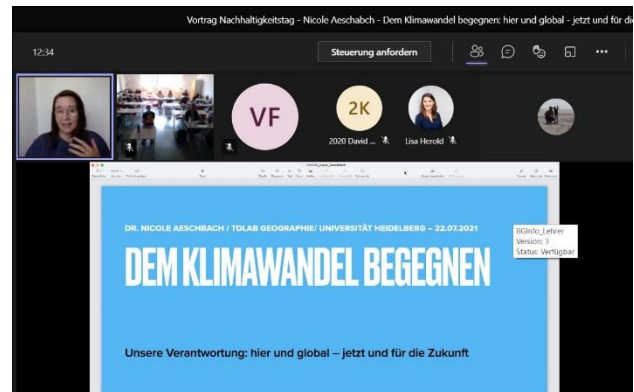 Vortrag Nachhaltigkeitstag - Nicole Aeschabch - Dem Klimawandel begegnen: hier und global - jetzt und für di
12:34
Steuerung anfordern
VF
2K
2020 David ...
Lisa Herold
DR. NICOLE AESCHBACH / TDLAB GEOGRAPHIE/ UNIVERSITÄT HEIDELBERG – 22.07.2021
DEM KLIMAWANDEL BEGEGNEN
Unsere Verantwortung: hier und global – jetzt und für die Zukunft
BGInfo_Lehrer
Version: 3
Status: Verfügbar